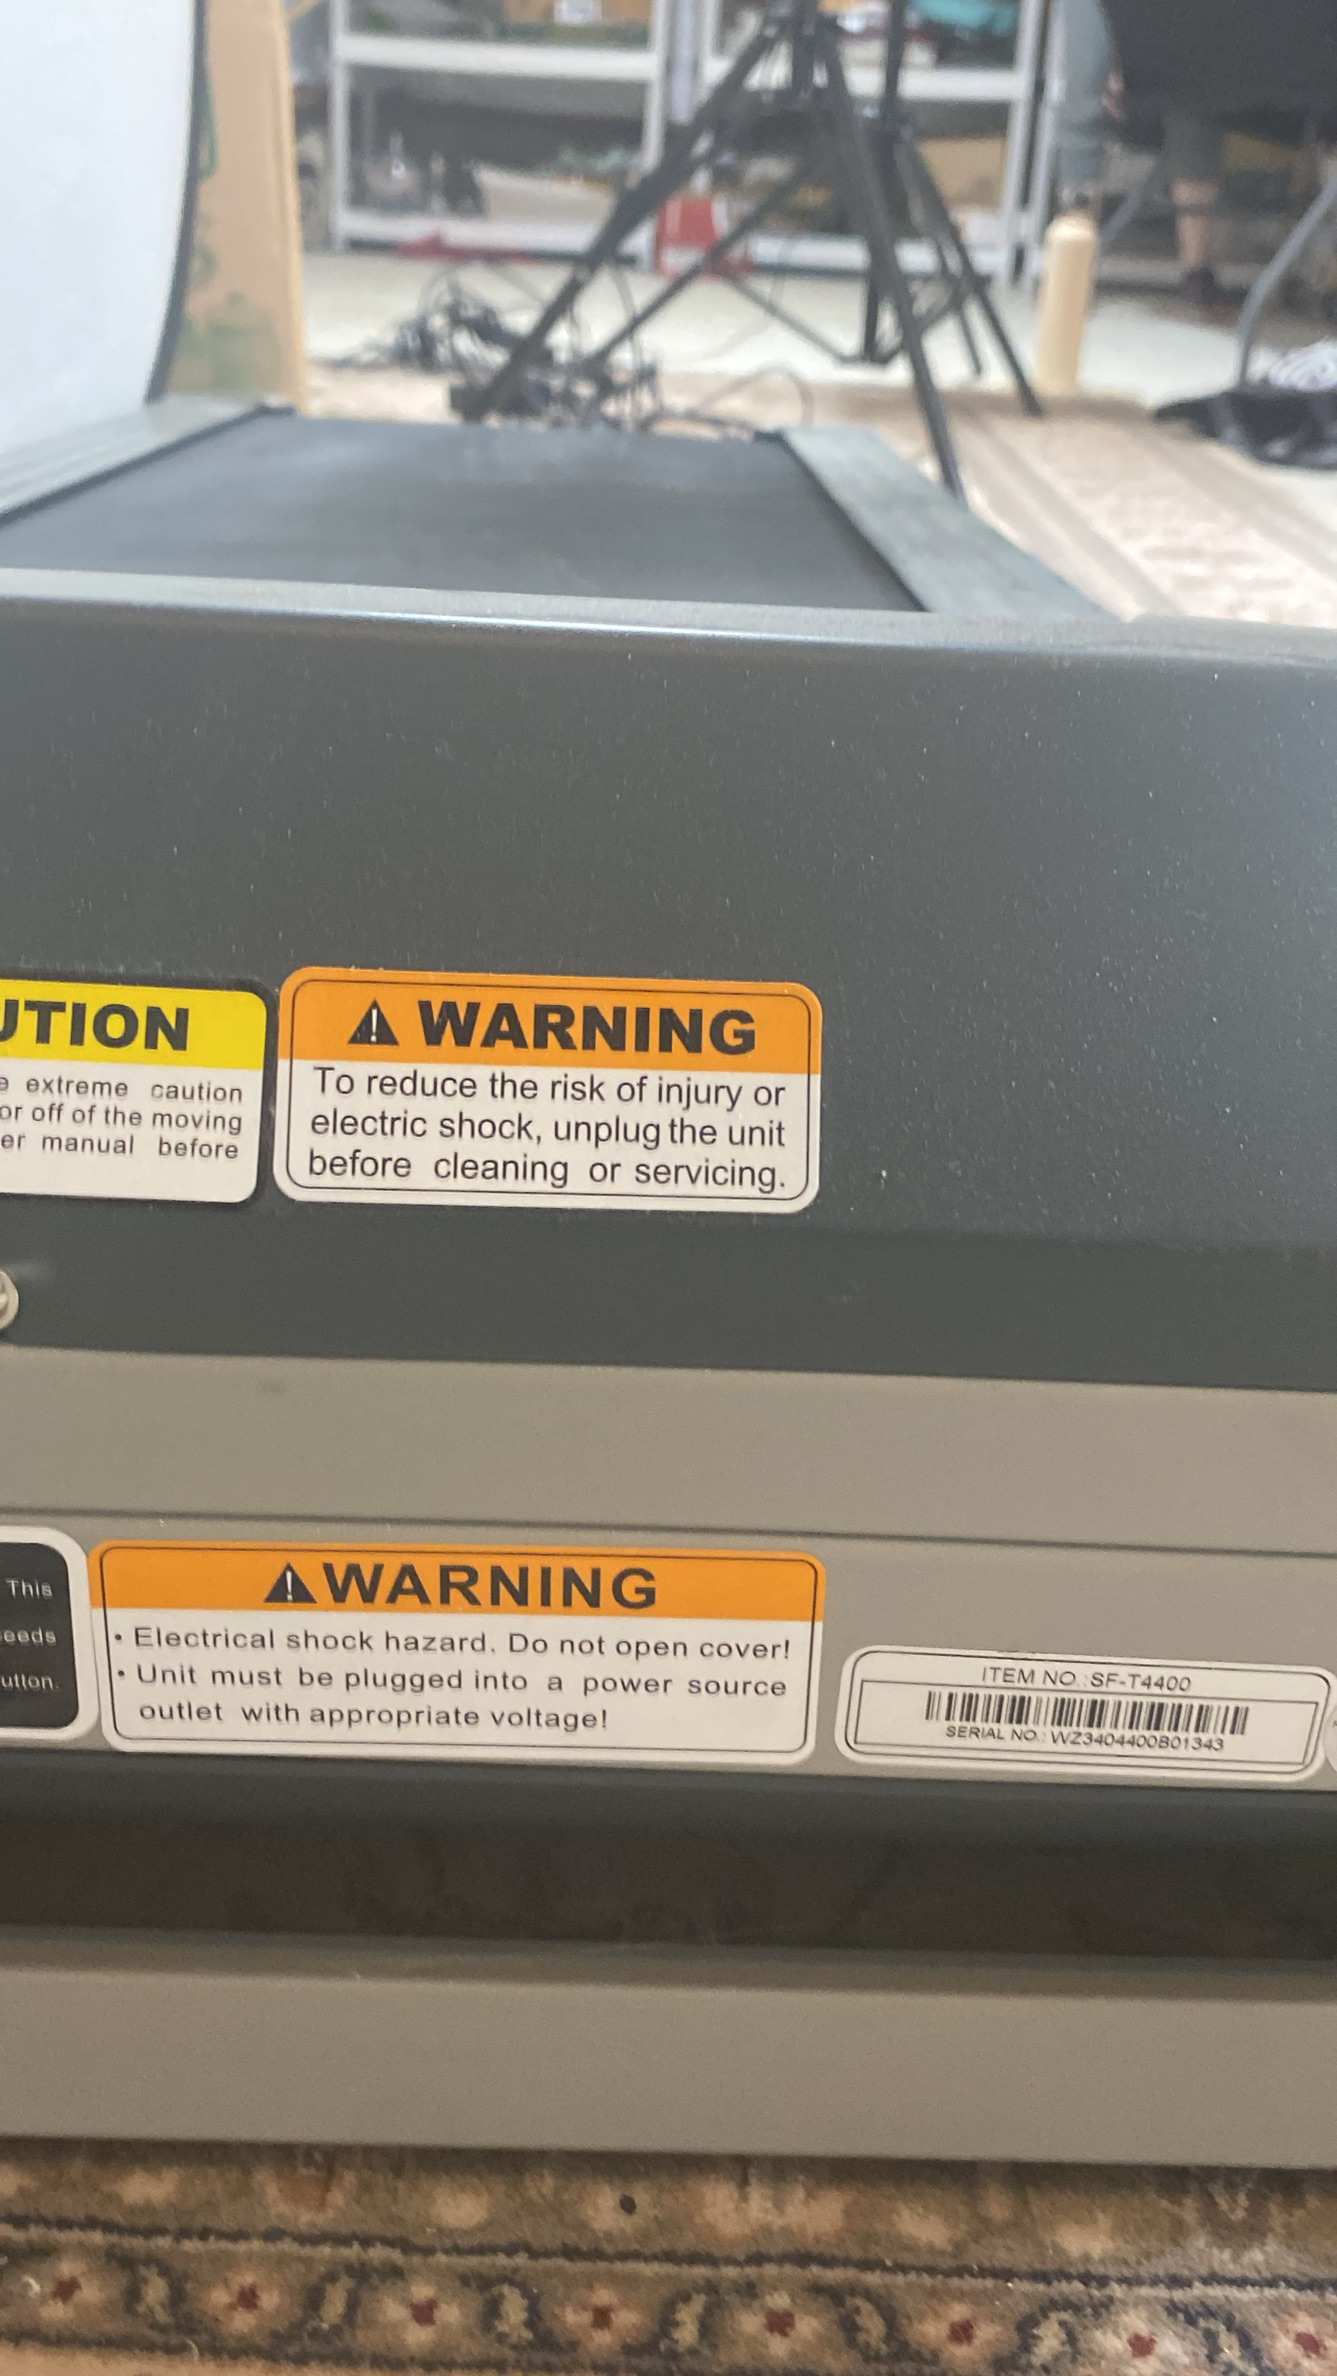 UTION
extreme caution
or off of the moving
er manual before
WARNING
To reduce the risk of injury or
electric shock, unplug the unit
before cleaning or servicing.
This
eeds
utton.
WARNING
• Electrical shock hazard. Do not open cover!
• Unit must be plugged into a power source
outlet with appropriate voltage!
ITEM NO.:SF-T4400
SERIAL NO.: WZ3404400B01343